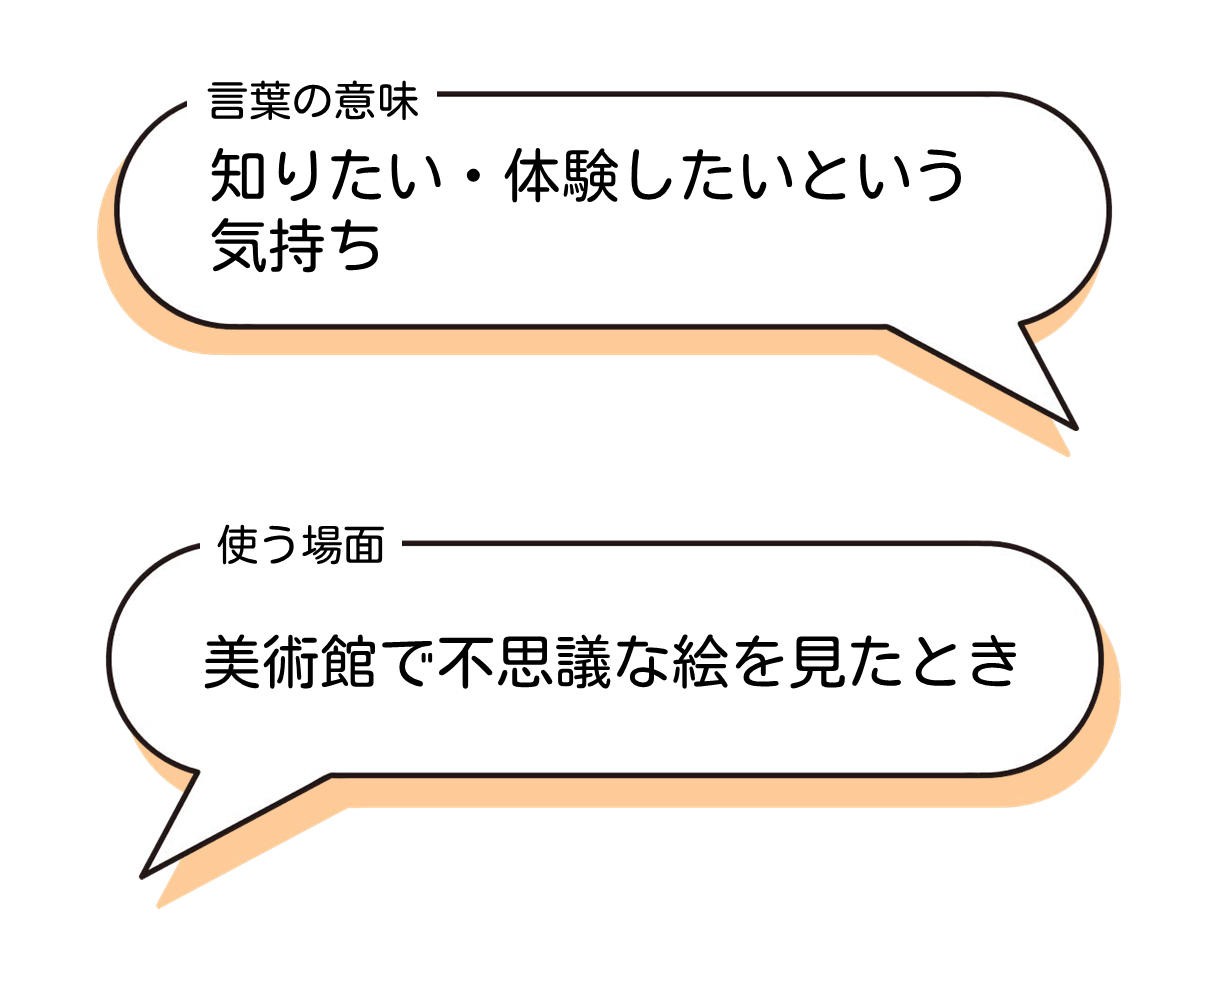 言葉の意味
知りたい・体験したいという
気持ち
使う場面
美術館で不思議な絵を見たとき